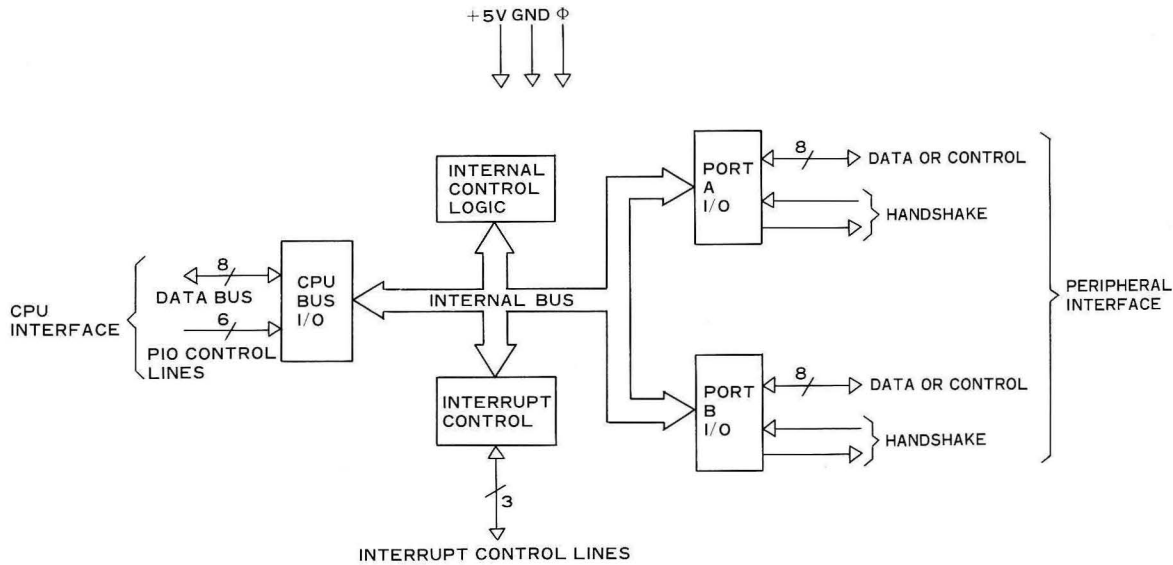 +5V GND Φ
INTERNAL
CONTROL
LOGIC
PORT
A
I/O
8
DATA OR CONTROL
HANDSHAKE
CPU
INTERFACE
8
DATA BUS
6
PIO CONTROL
LINES
CPU
BUS
I/O
INTERNAL BUS
PERIPHERAL
INTERFACE
INTERRUPT
CONTROL
PORT
B
I/O
8
DATA OR CONTROL
HANDSHAKE
3
INTERRUPT CONTROL LINES